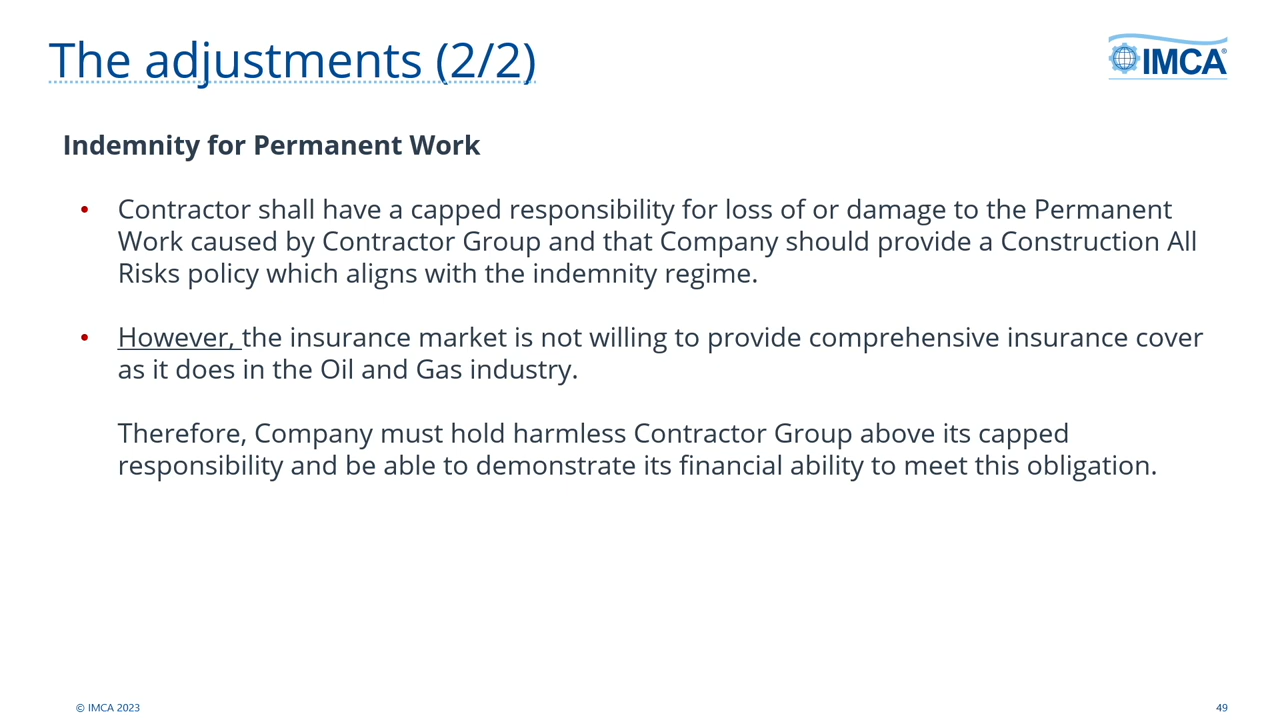 The adjustments (2/2)
IMCA®
Indemnity for Permanent Work
• Contractor shall have a capped responsibility for loss of or damage to the Permanent
Work caused by Contractor Group and that Company should provide a Construction All
Risks policy which aligns with the indemnity regime.
• However, the insurance market is not willing to provide comprehensive insurance cover
as it does in the Oil and Gas industry.
Therefore, Company must hold harmless Contractor Group above its capped
responsibility and be able to demonstrate its financial ability to meet this obligation.
© IMCA 2023
49